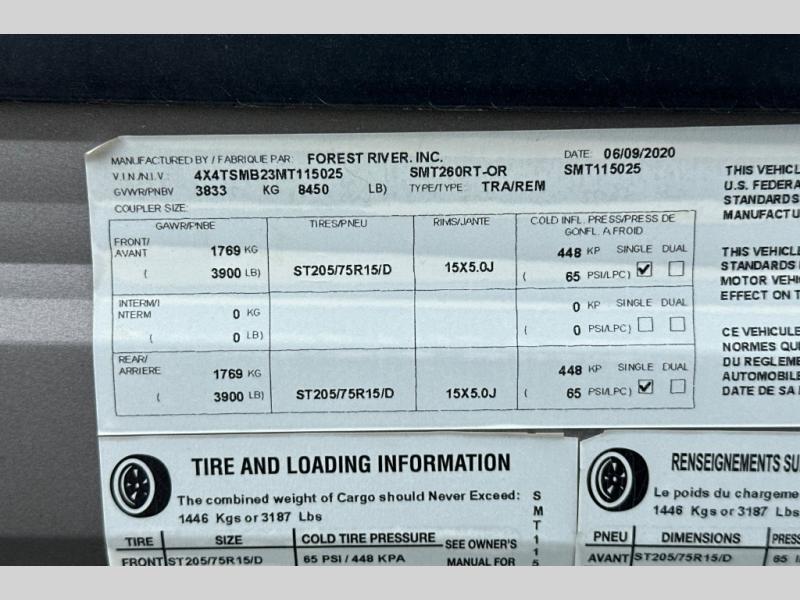 MANUFACTURED BY / FABRIQUE PAR: FOREST RIVER. INC. DATE: 06/09/2020
V.I.N./N.I.V.: 4X4TSMB23MT115025 SMT260RT-OR SMT115025
GVWR/PNBV 3833 KG 8450 LB) TYPE/TYPE: TRA/REM
COUPLER SIZE:
GAWR/PNBE TIRES/PNEU RIMS/JANTE COLD INFL. PRESS/PRESS DE GONFL. A FROID
FRONT/ AVANT 1769 KG 448 KP SINGLE DUAL
( 3900 LB) ST205/75R15/D 15X5.0J ( 65 PSI/LPC)
INTERM/I NTERM 0 KG 0 KP SINGLE DUAL
( 0 LB) ( 0 PSI/LPC)
REAR/ ARRIERE 1769 KG 448 KP SINGLE DUAL
( 3900 LB) ST205/75R15/D 15X5.0J ( 65 PSI/LPC)
THIS VEHICL
U.S. FEDERA
STANDARDS
MANUFACTU
THIS VEHICLE
STANDARDS
MOTOR VEHI
EFFECT ON T
CE VEHICULE
NORMES QUI
DU REGLEME
AUTOMOBILE
DATE DE SA
TIRE AND LOADING INFORMATION
The combined weight of Cargo should Never Exceed:
1446 Kgs or 3187 Lbs
TIRE SIZE COLD TIRE PRESSURE SEE OWNER'S
FRONT ST205/75R15/D 65 PSI / 448 KPA MANUAL FOR
SMT115
RENSEIGNEMENTS SU
Le poids du chargeme
1446 Kgs or 3187 Lbs
PNEU DIMENSIONS PRESS
AVANT ST205/75R15/D 65